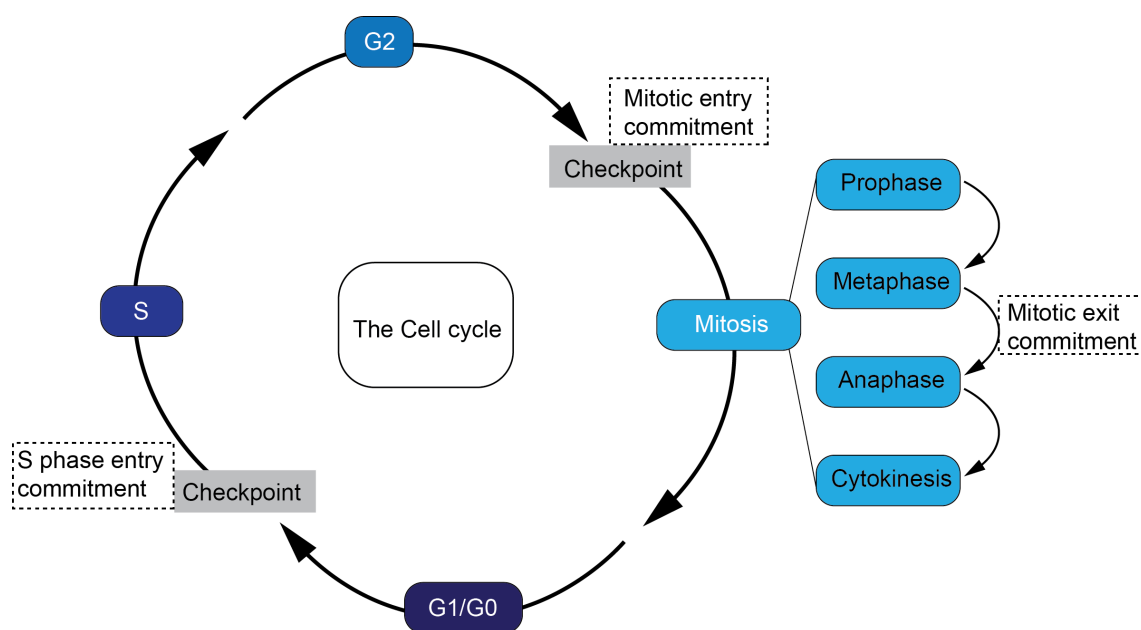 G2
Mitotic entry
commitment
Checkpoint
Prophase
Metaphase
Mitotic exit
commitment
Anaphase
Cytokinesis
Mitosis
The Cell cycle
S
S phase entry
commitment
Checkpoint
G1/G0